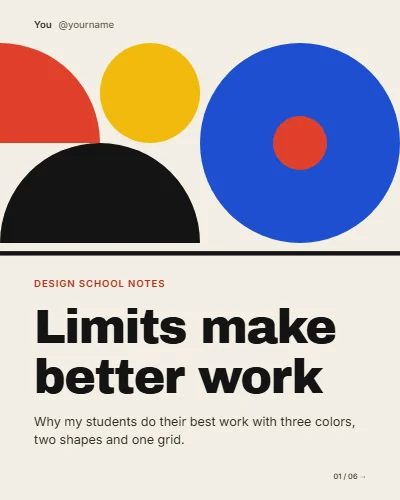 You @yourname
DESIGN SCHOOL NOTES
Limits make
better work
Why my students do their best work with three colors,
two shapes and one grid.
01 / 06 →